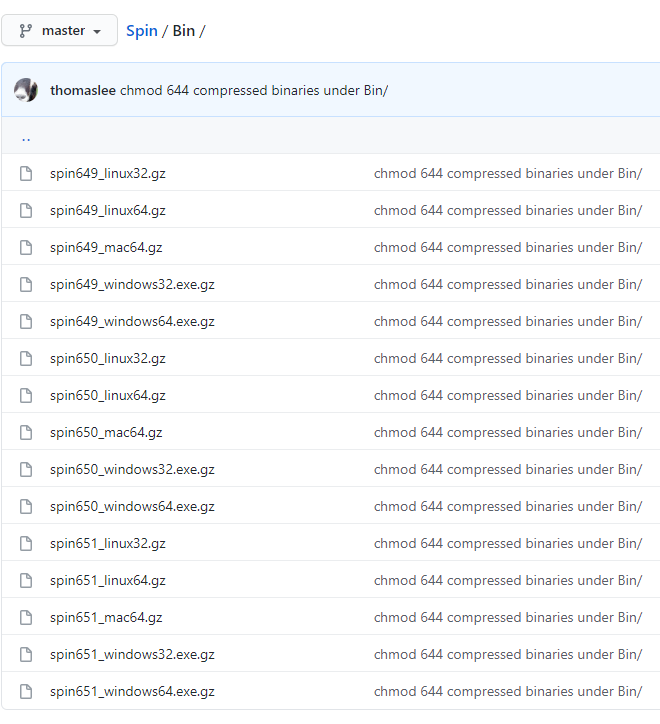 master Spin / Bin /
thomaslee chmod 644 compressed binaries under Bin/
..
spin649_linux32.gz chmod 644 compressed binaries under Bin/
spin649_linux64.gz chmod 644 compressed binaries under Bin/
spin649_mac64.gz chmod 644 compressed binaries under Bin/
spin649_windows32.exe.gz chmod 644 compressed binaries under Bin/
spin649_windows64.exe.gz chmod 644 compressed binaries under Bin/
spin650_linux32.gz chmod 644 compressed binaries under Bin/
spin650_linux64.gz chmod 644 compressed binaries under Bin/
spin650_mac64.gz chmod 644 compressed binaries under Bin/
spin650_windows32.exe.gz chmod 644 compressed binaries under Bin/
spin650_windows64.exe.gz chmod 644 compressed binaries under Bin/
spin651_linux32.gz chmod 644 compressed binaries under Bin/
spin651_linux64.gz chmod 644 compressed binaries under Bin/
spin651_mac64.gz chmod 644 compressed binaries under Bin/
spin651_windows32.exe.gz chmod 644 compressed binaries under Bin/
spin651_windows64.exe.gz chmod 644 compressed binaries under Bin/